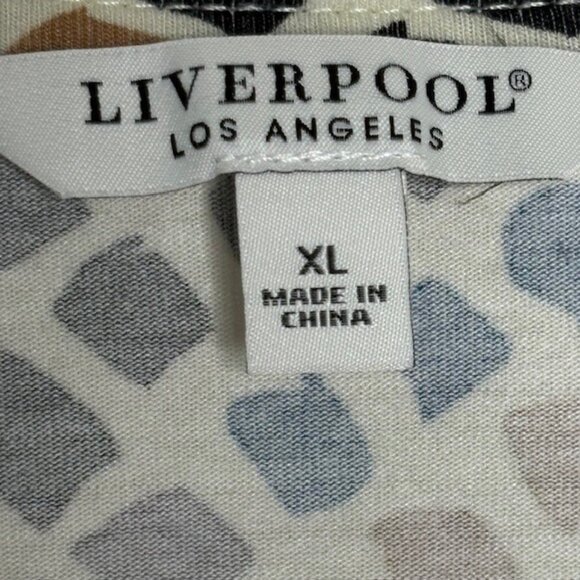 LIVERPOOL®
LOS ANGELES
XL
MADE IN
CHINA